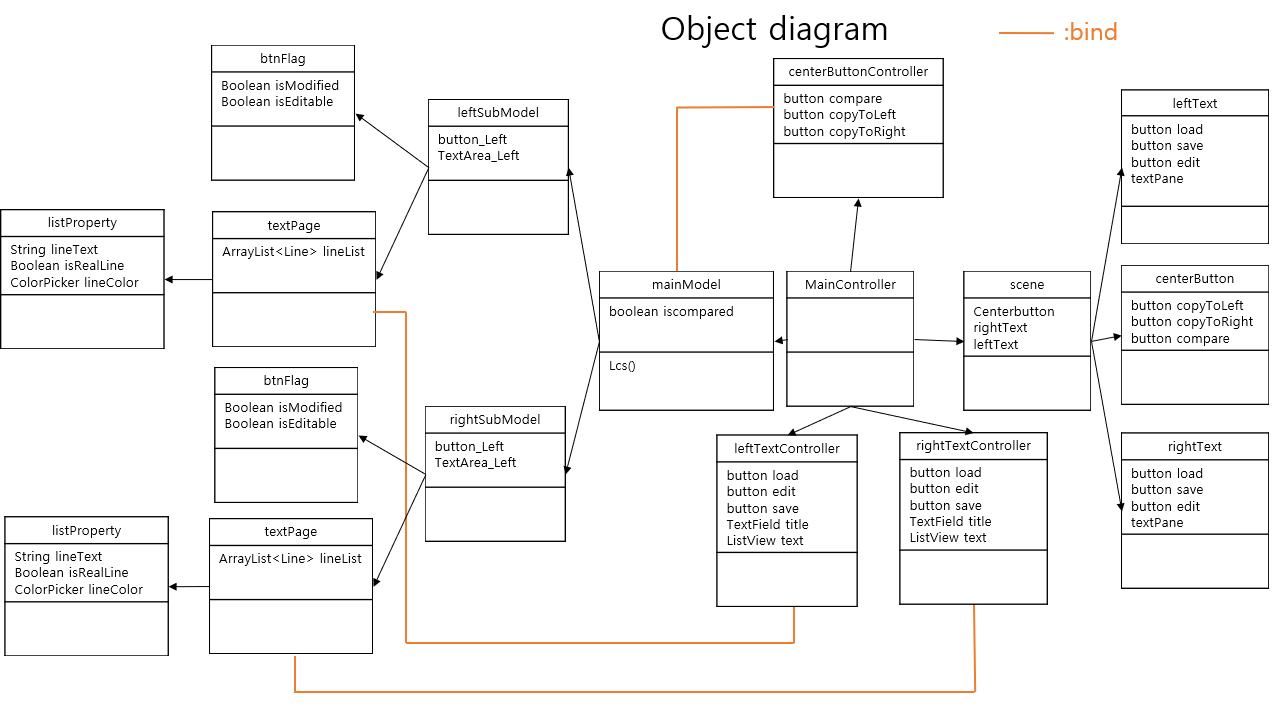 Object diagram
:bind
btnFlag
Boolean isModified
Boolean isEditable
leftSubModel
button_Left
TextArea_Left
centerButtonController
button compare
button copyToLeft
button copyToRight
leftText
button load
button save
button edit
textPane
listProperty
String lineText
Boolean isRealLine
ColorPicker lineColor
textPage
ArrayList<Line> lineList
mainModel
boolean iscompared
Lcs()
MainController
scene
Centerbutton
rightText
leftText
centerButton
button copyToLeft
button copyToRight
button compare
btnFlag
Boolean isModified
Boolean isEditable
rightSubModel
button_Left
TextArea_Left
leftTextController
button load
button edit
button save
TextField title
ListView text
rightTextController
button load
button edit
button save
TextField title
ListView text
rightText
button load
button save
button edit
textPane
listProperty
String lineText
Boolean isRealLine
ColorPicker lineColor
textPage
ArrayList<Line> lineList